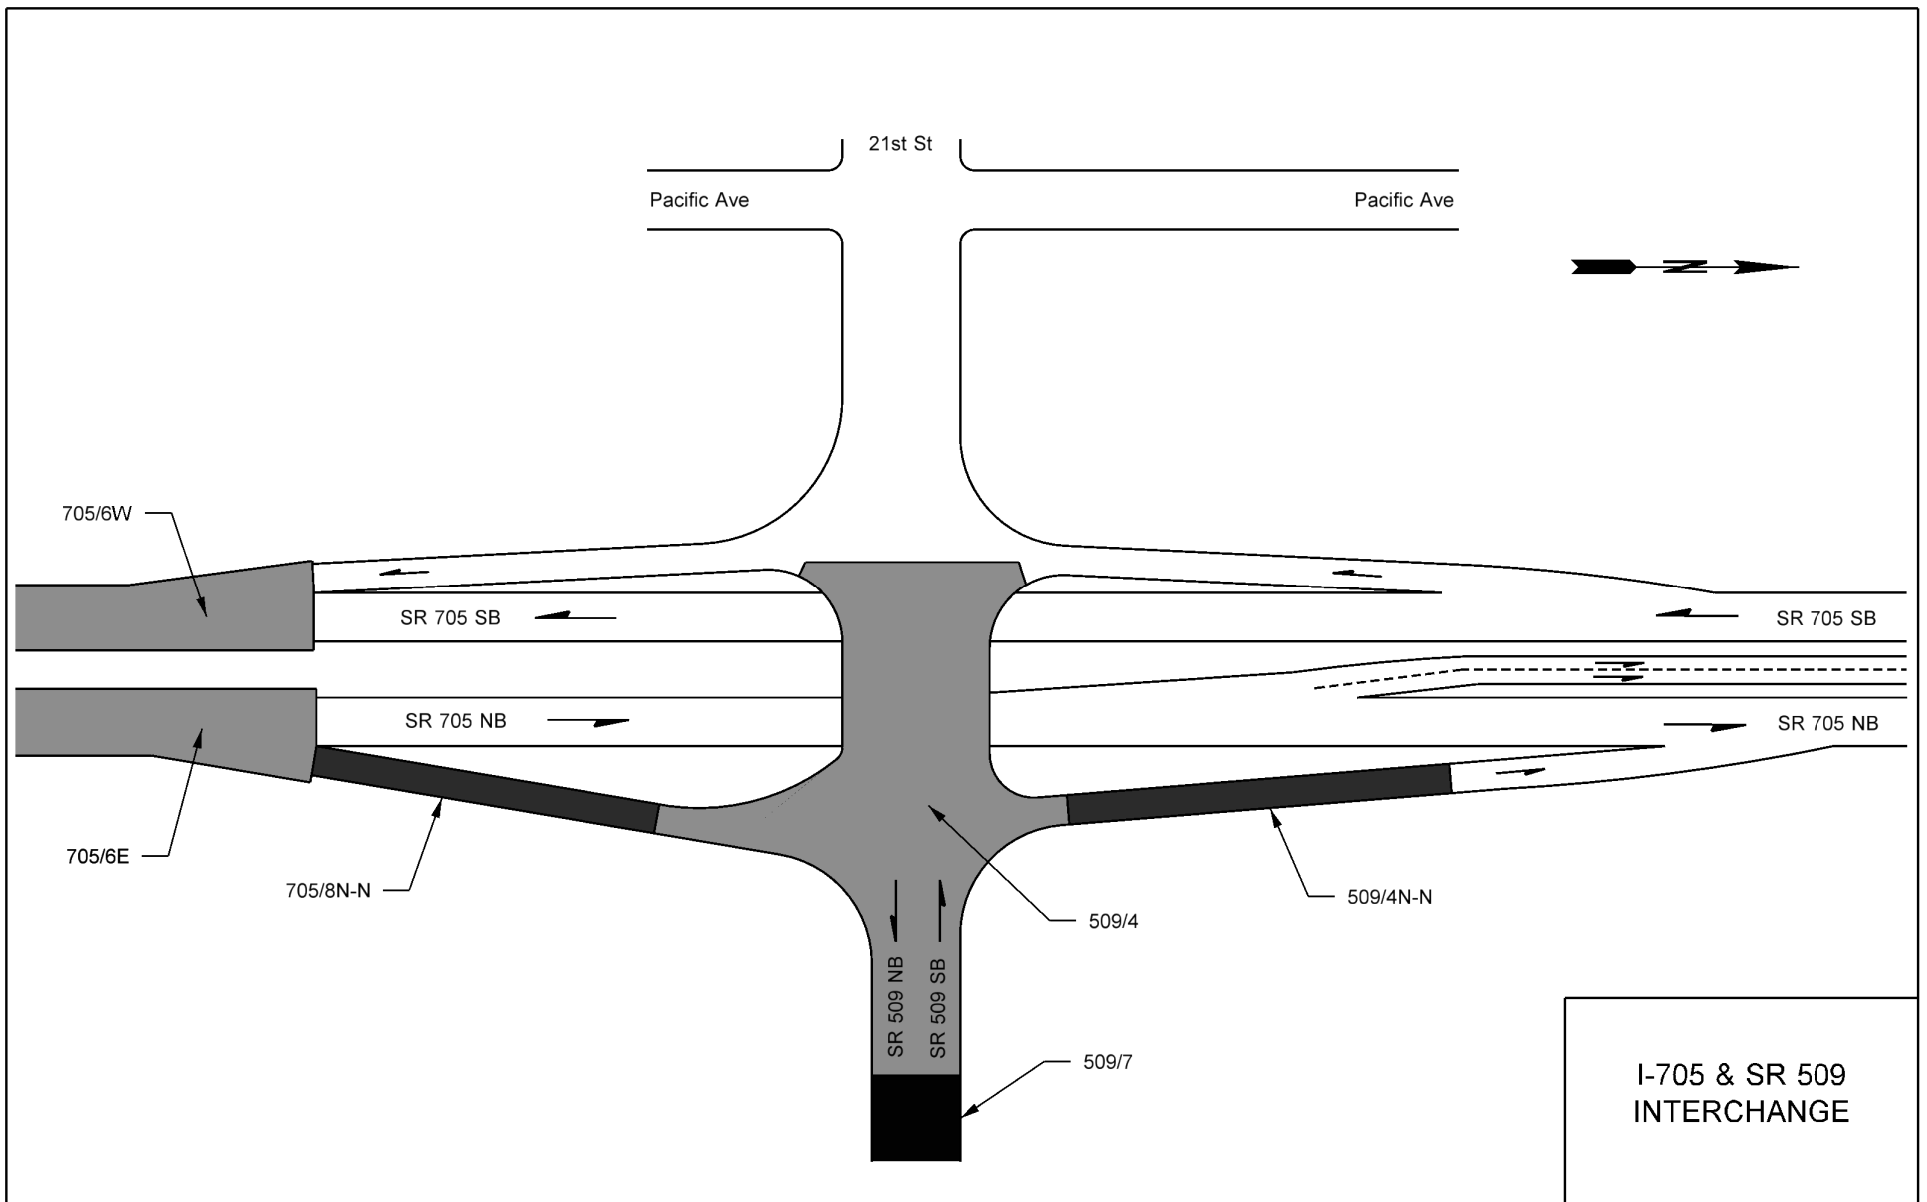 21st St
Pacific Ave
Pacific Ave
N
705/6W
SR 705 SB
SR 705 SB
SR 705 NB
SR 705 NB
705/6E
705/8N-N
509/4N-N
509/4
SR 509 NB
SR 509 SB
509/7
I-705 & SR 509
INTERCHANGE